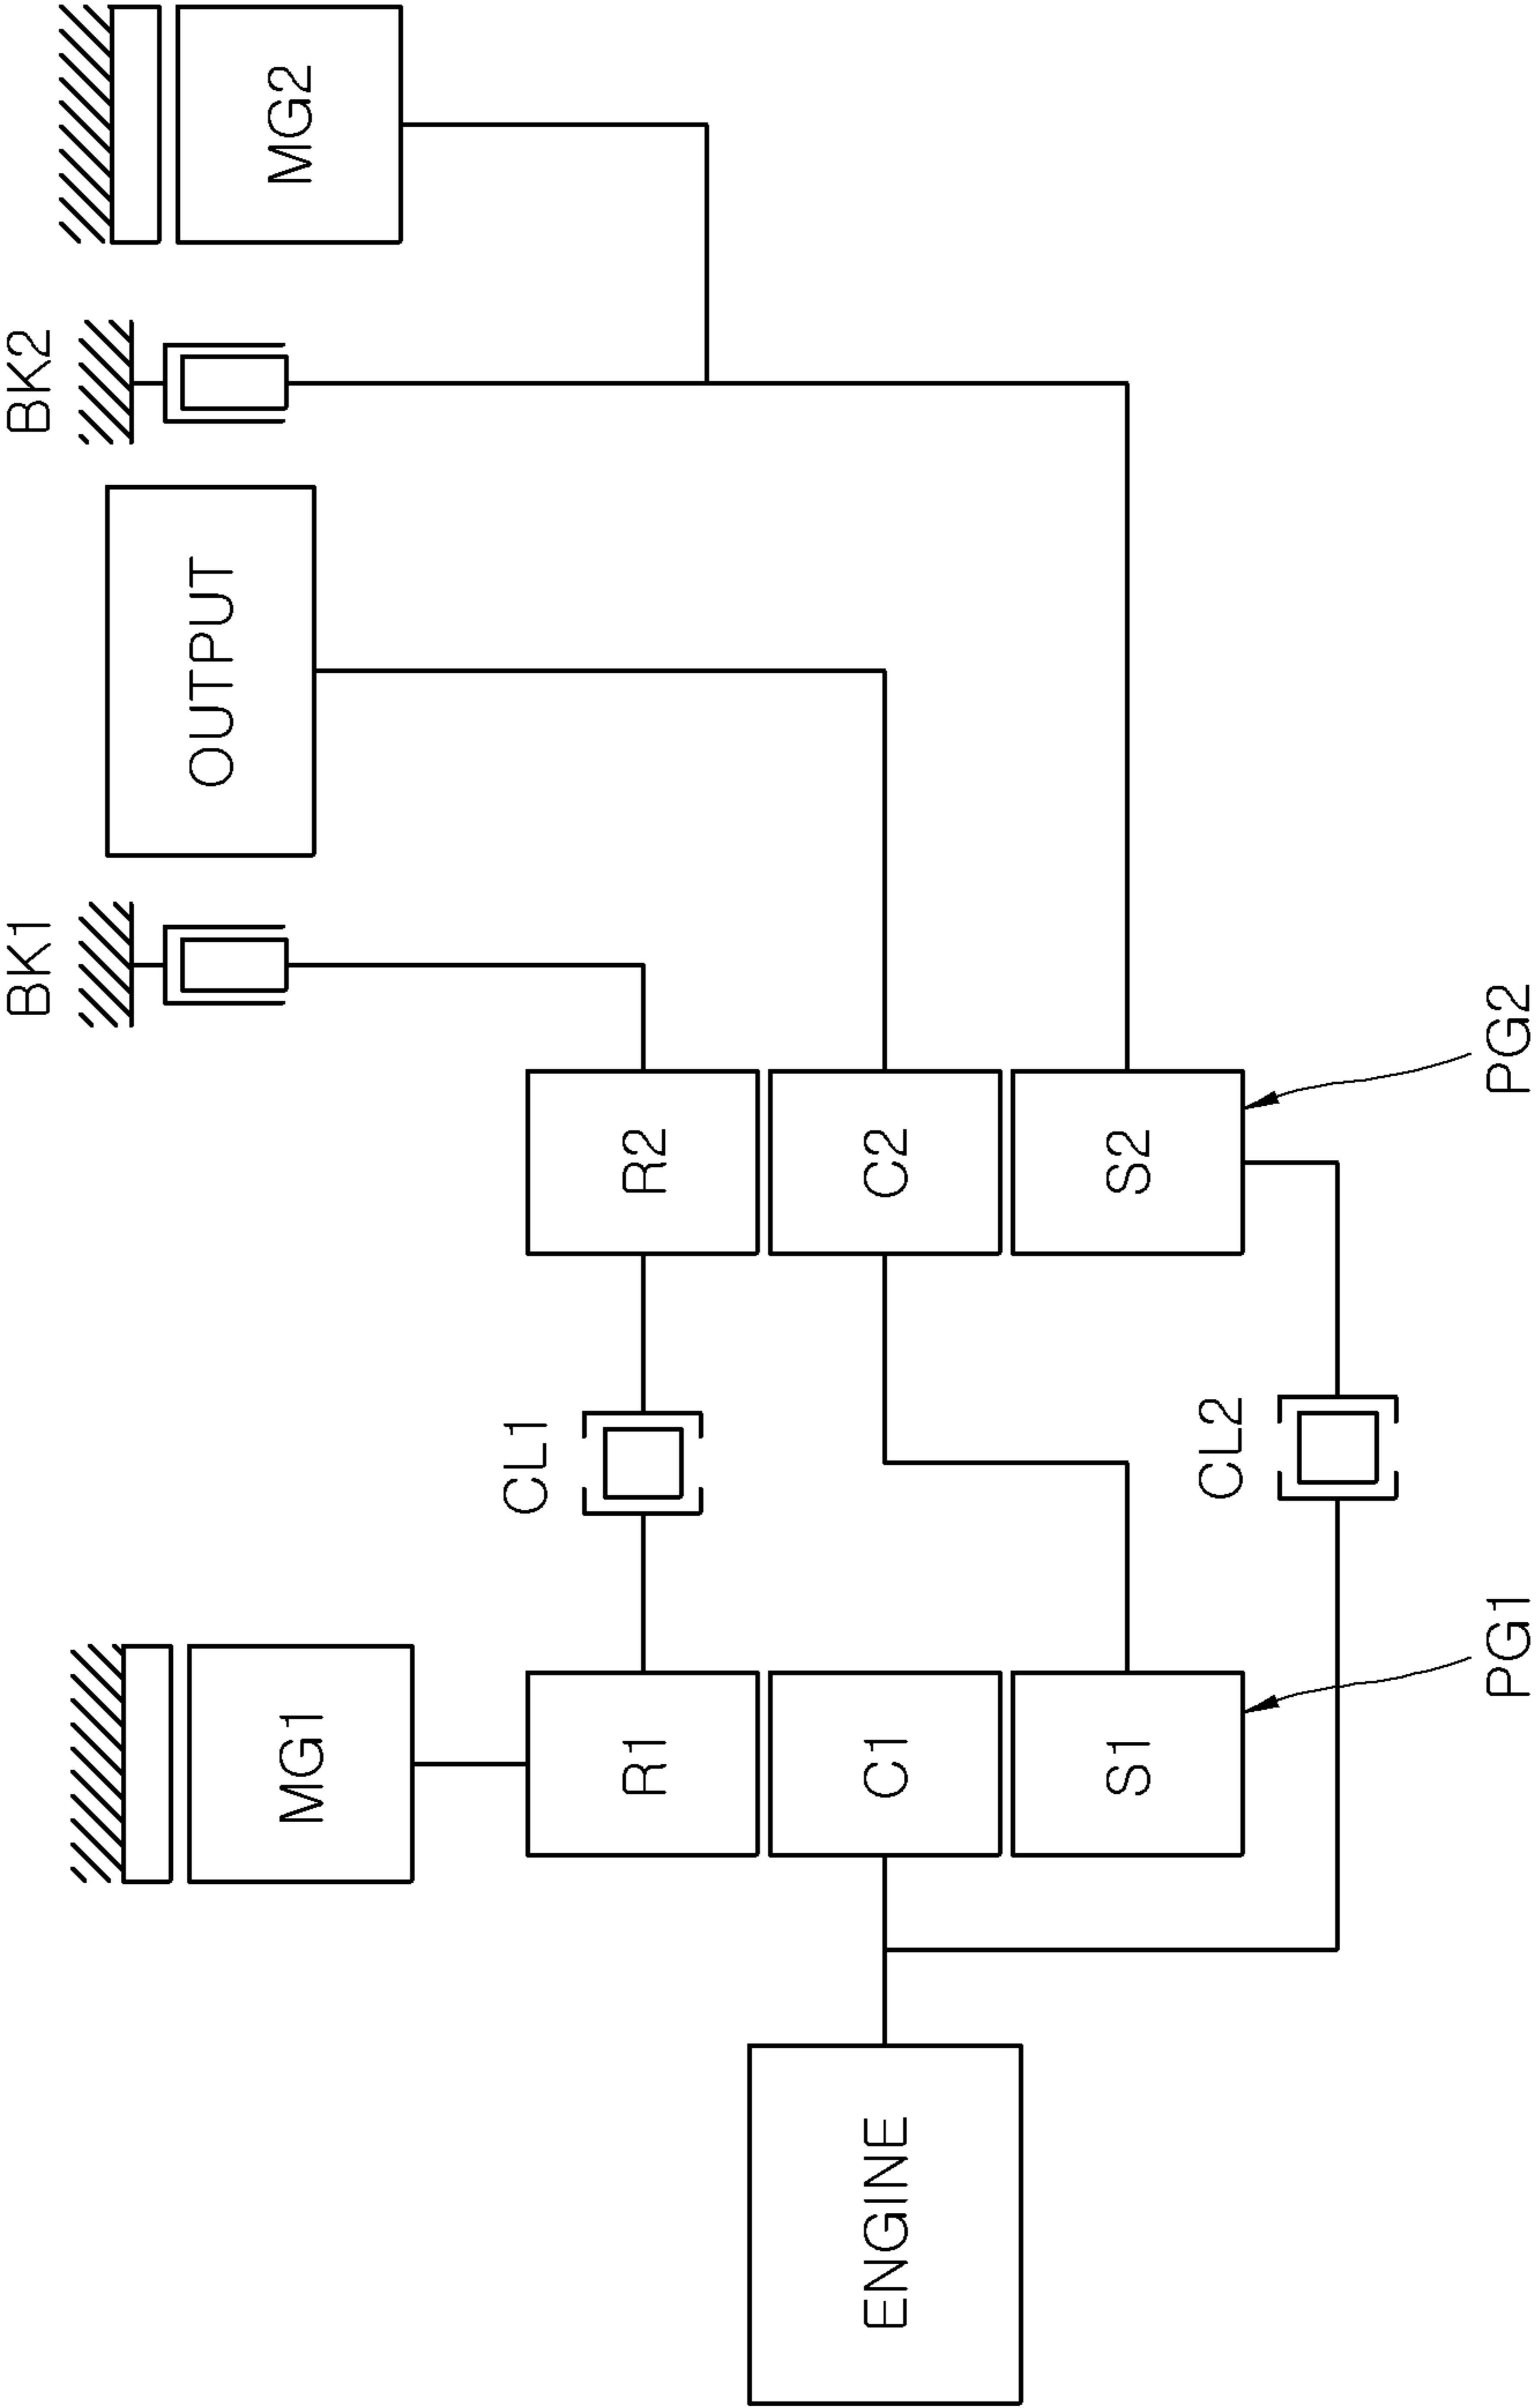 BK1
BK2
MG1
OUTPUT
MG2
CL1
R1
R2
C1
C2
ENGINE
S1
S2
CL2
PG1
PG2